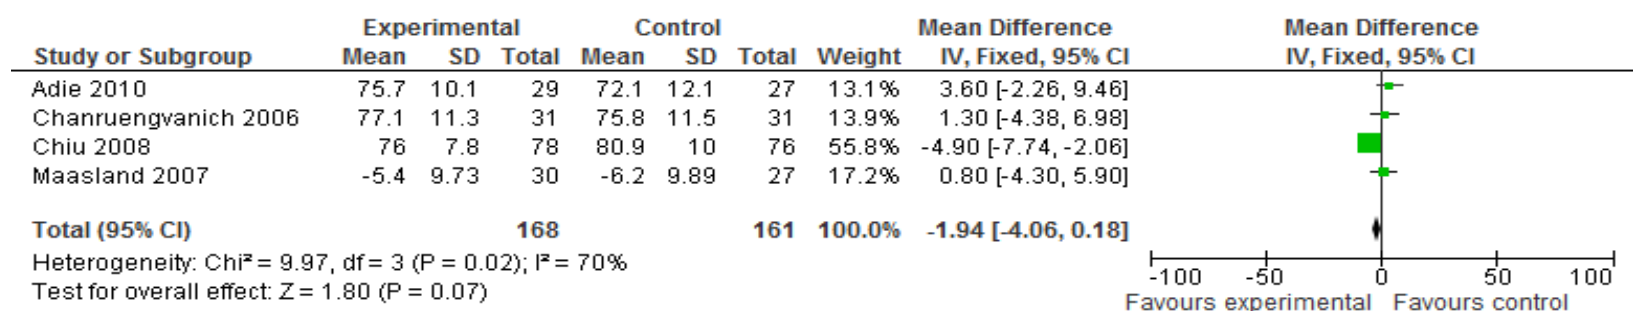 Experimental Control Mean Difference Mean Difference
Study or Subgroup Mean SD Total Mean SD Total Weight IV, Fixed, 95% CI IV, Fixed, 95% CI
Adie 2010 75.7 10.1 29 72.1 12.1 27 13.1% 3.60 [-2.26, 9.46]
Chanruengvanich 2006 77.1 11.3 31 75.8 11.5 31 13.9% 1.30 [-4.38, 6.98]
Chiu 2008 76 7.8 78 80.9 10 76 55.8% -4.90 [-7.74, -2.06]
Maasland 2007 -5.4 9.73 30 -6.2 9.89 27 17.2% 0.80 [-4.30, 5.90]
Total (95% CI) 168 161 100.0% -1.94 [-4.06, 0.18]
Heterogeneity: Chi² = 9.97, df = 3 (P = 0.02); I² = 70%
Test for overall effect: Z = 1.80 (P = 0.07)
-100 -50 0 50 100
Favours experimental Favours control